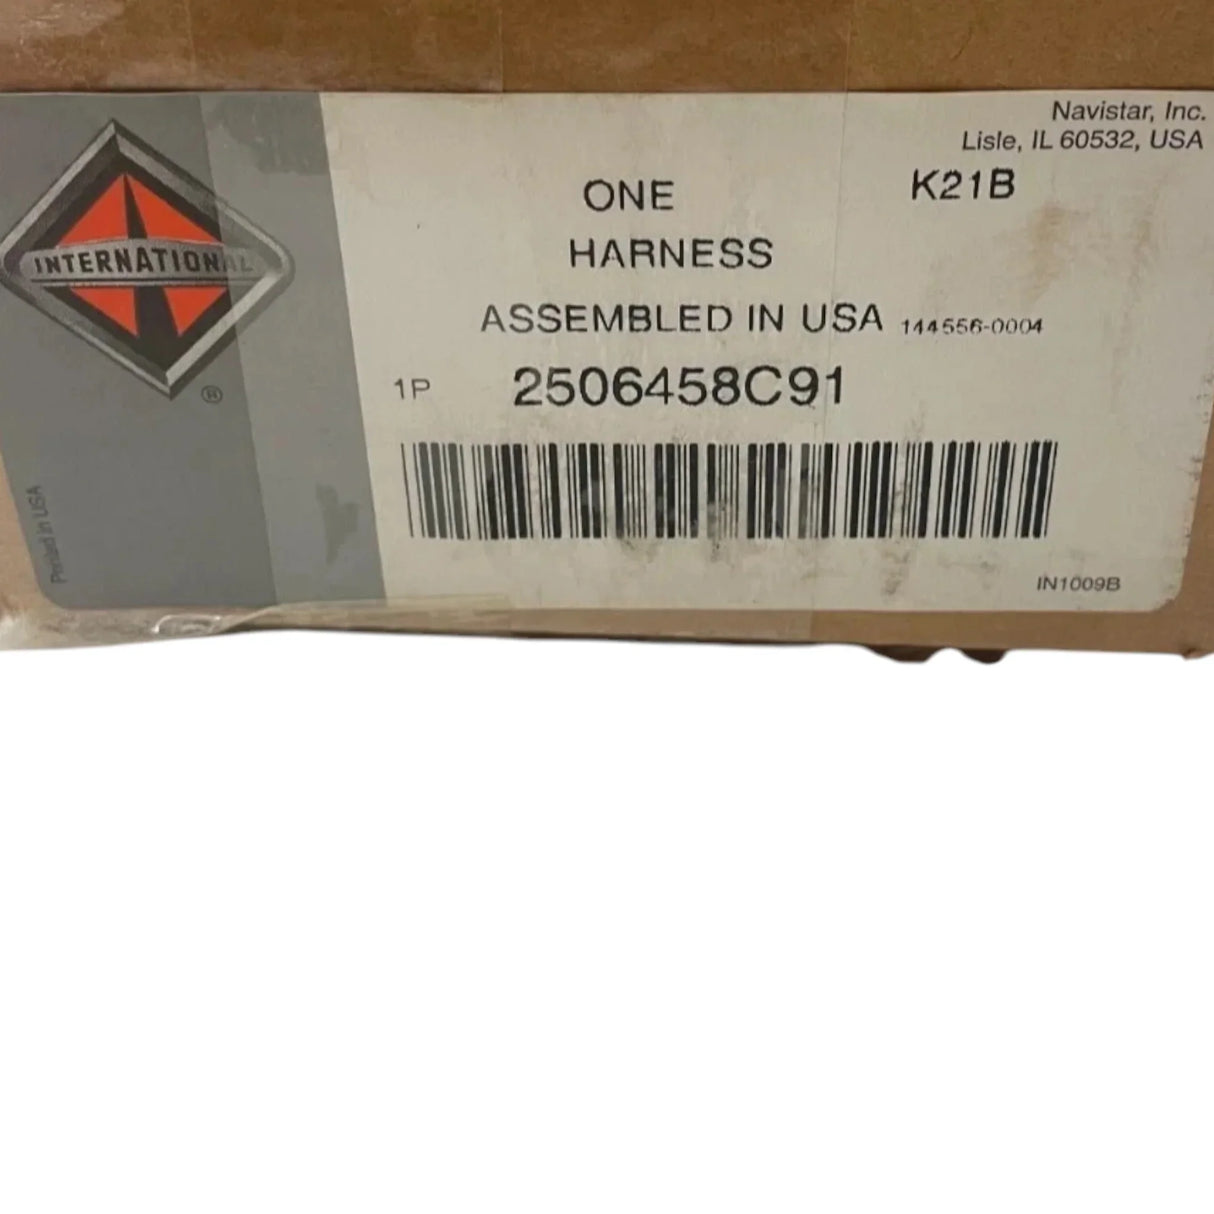 Navistar, Inc.
Lisle, IL 60532, USA
K21B
ONE
HARNESS
ASSEMBLED IN USA 144556-0004
1P 2506458C91
IN1009B
INTERNATIONAL
®
Printed in USA